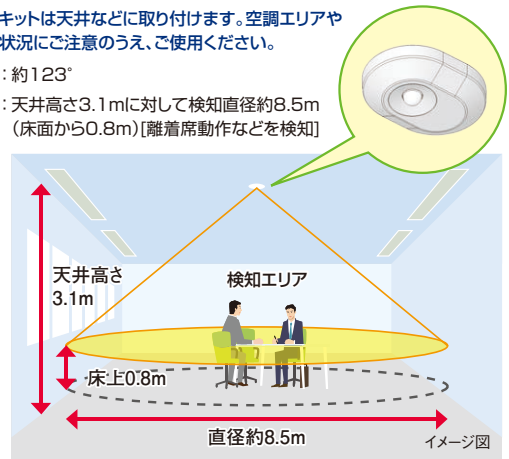 キットは天井などに取り付けます。空調エリアや
状況にご注意のうえ、ご使用ください。
：約123°
：天井高さ3.1mに対して検知直径約8.5m
（床面から0.8m）[離着席動作などを検知]
天井高さ
3.1m
検知エリア
床上0.8m
直径約8.5m
イメージ図